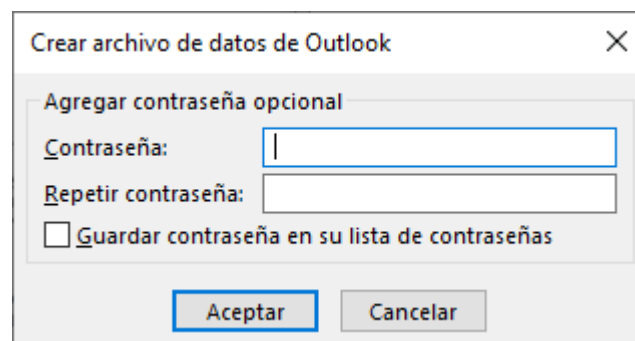 Crear archivo de datos de Outlook
Agregar contraseña opcional
Contraseña:
Repetir contraseña:
Guardar contraseña en su lista de contraseñas
Aceptar Cancelar